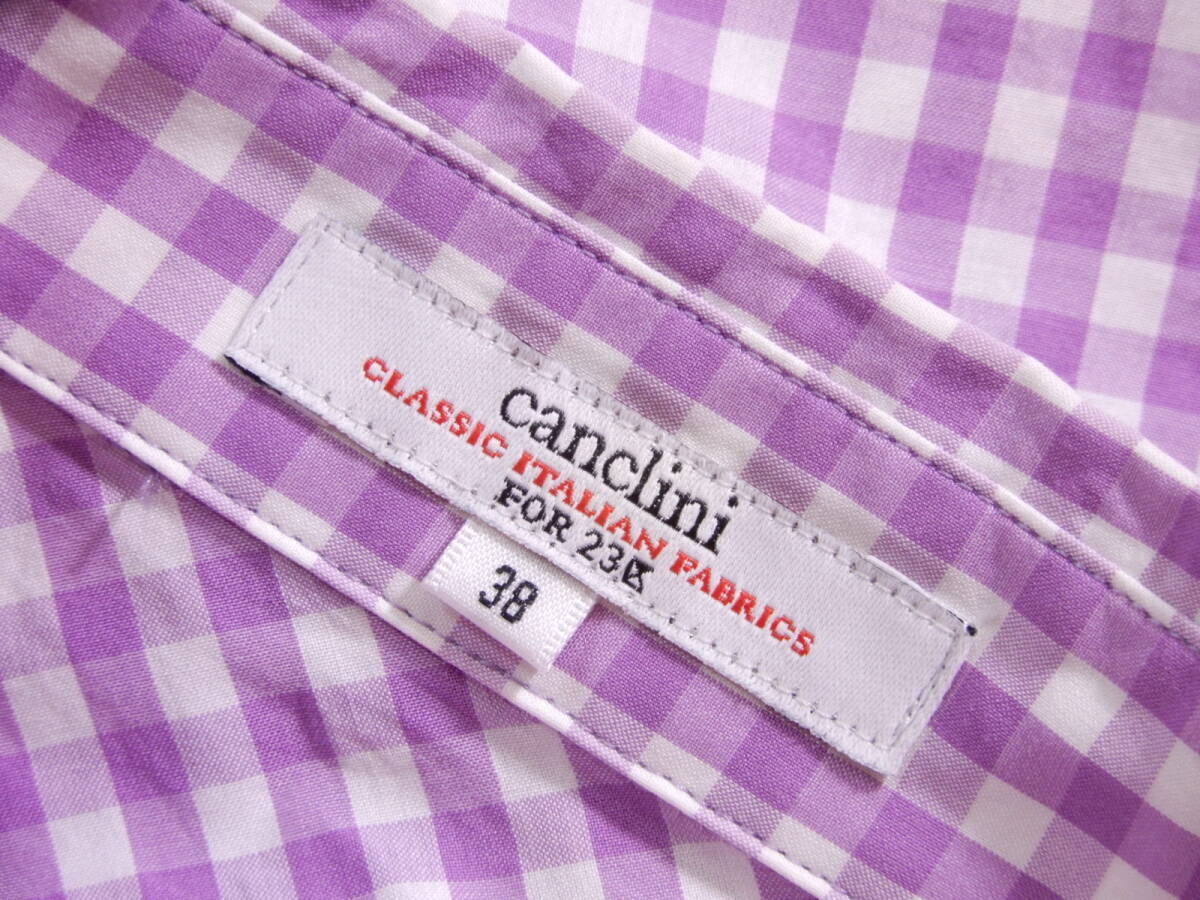 canclini
CLASSIC ITALIAN FABRICS
FOR 23区
38